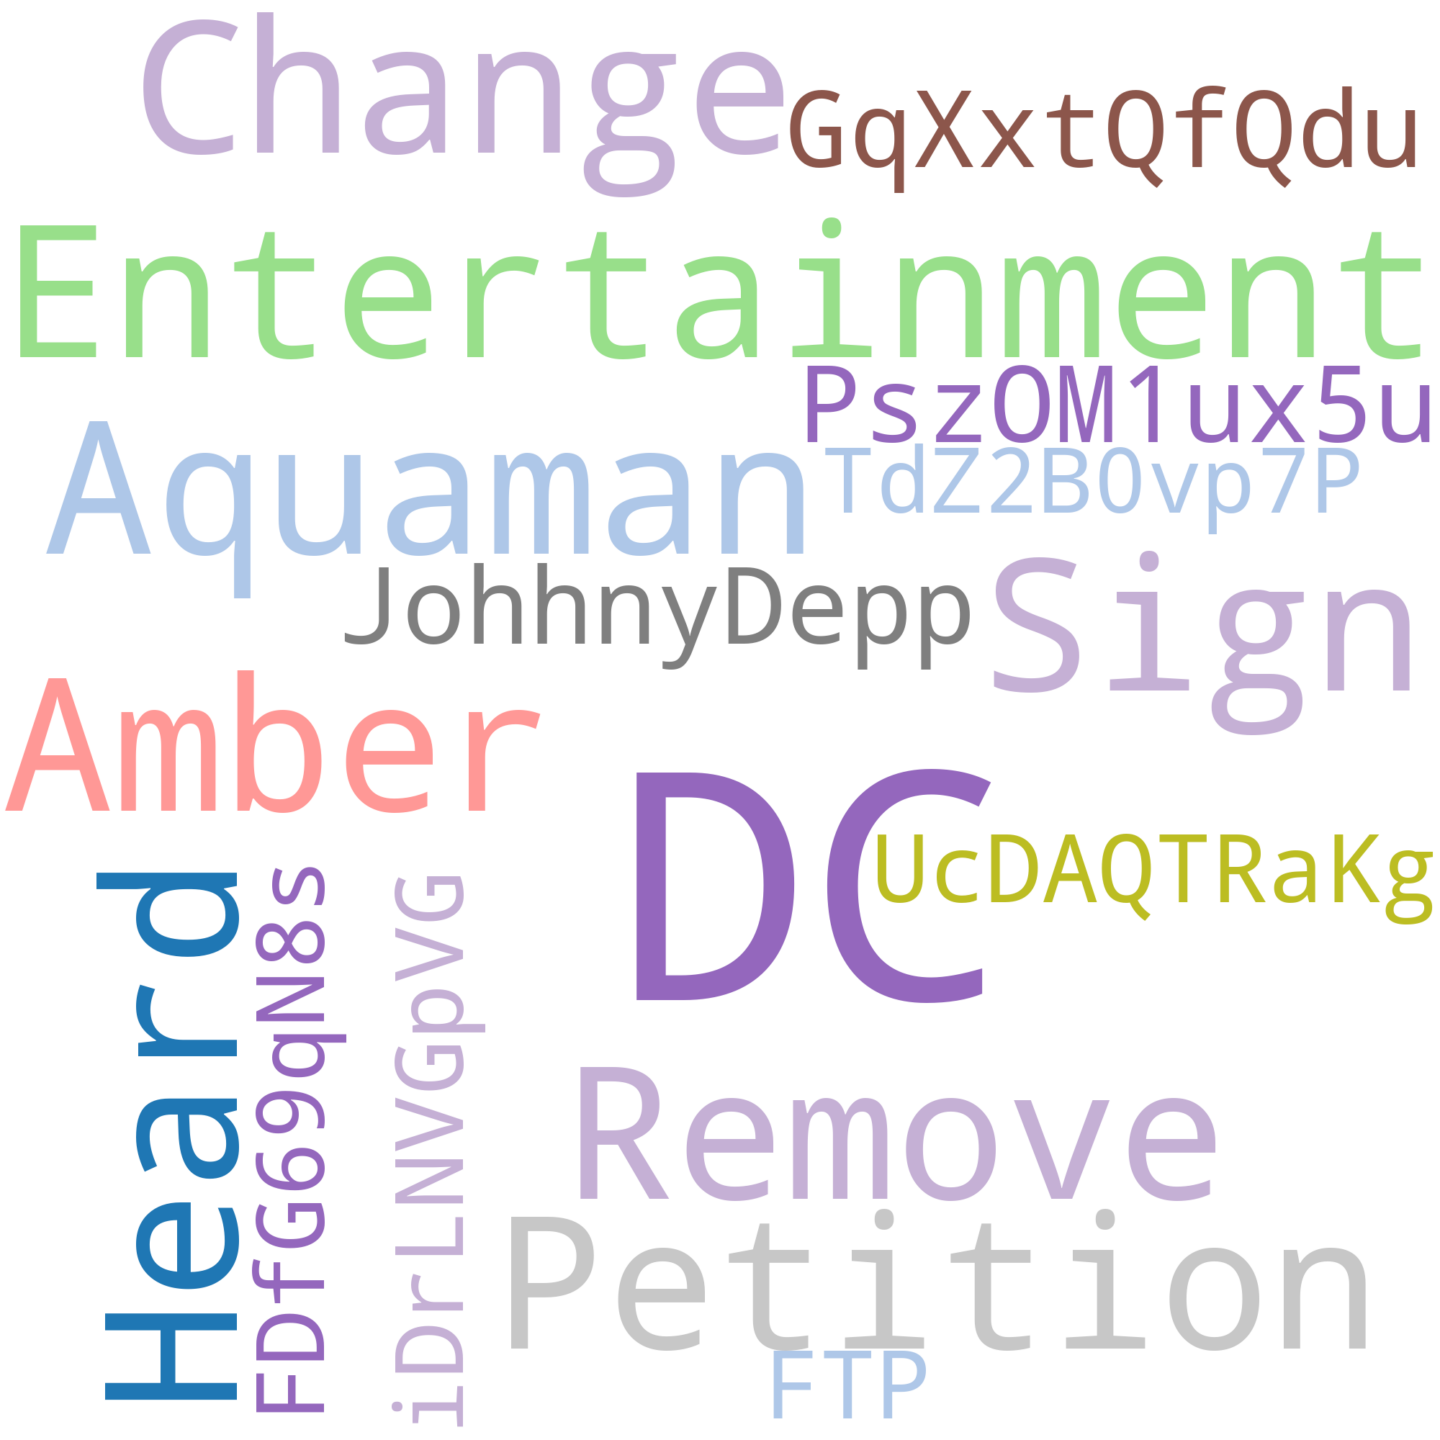 Change
GqXxtQfQdu
Entertainment
PszOM1ux5u
Aquaman
TdZ2B0vp7P
JohhnyDepp
Sign
Amber
DC
UcDAQTRaKg
Heard
FDfG69qN8s
iDrLNVGpVG
Remove
Petition
FTP